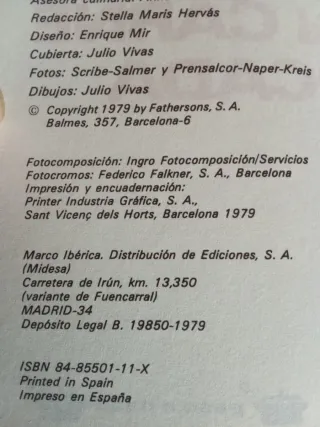 Asesora culinaria:
Redacción: Stella Maris Hervás
Diseño: Enrique Mir
Cubierta: Julio Vivas
Fotos: Scribe-Salmer y Prensalcor-Naper-Kreis
Dibujos: Julio Vivas
© Copyright 1979 by Fathersons, S. A.
Balmes, 357, Barcelona-6
Fotocomposición: Ingro Fotocomposición/Servicios
Fotocromos: Federico Falkner, S. A., Barcelona
Impresión y encuadernación:
Printer Industria Gráfica, S. A.,
Sant Vicenç dels Horts, Barcelona 1979
Marco Ibérica. Distribución de Ediciones, S. A.
(Midesa)
Carretera de Irún, km. 13,350
(variante de Fuencarral)
MADRID-34
Depósito Legal B. 19850-1979
ISBN 84-85501-11-X
Printed in Spain
Impreso en España